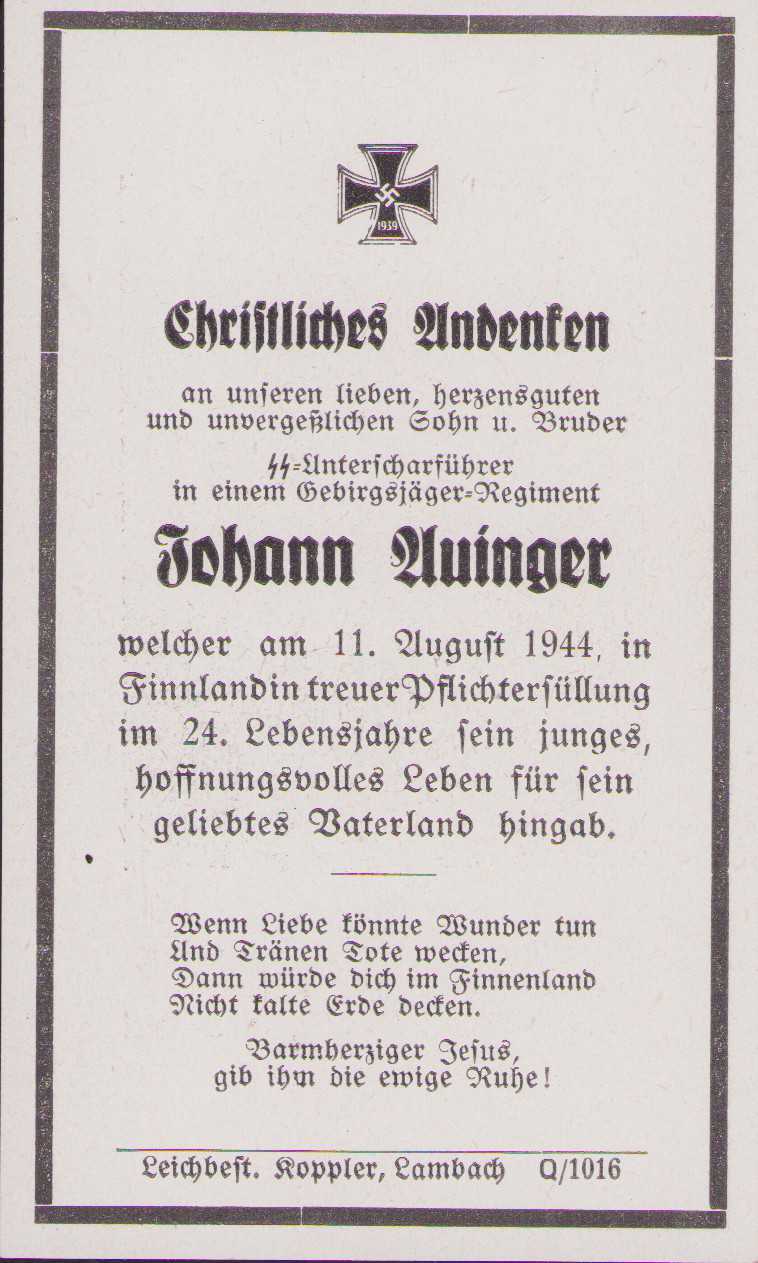 1939
Christliches Andenken
an unseren lieben, herzensguten
und unvergeßlichen Sohn u. Bruder
SS-Unterscharführer
in einem Gebirgsjäger-Regiment
Johann Auinger
welcher am 11. August 1944, in
Finnland in treuer Pflichterfüllung
im 24. Lebensjahre sein junges,
hoffnungsvolles Leben für sein
geliebtes Vaterland hingab.
Wenn Liebe könnte Wunder tun
Und Tränen Tote wecken,
Dann würde dich im Finnenland
Nicht kalte Erde decken.
Barmherziger Jesus,
gib ihm die ewige Ruhe!
Leichbest. Koppler, Lambach Q/1016